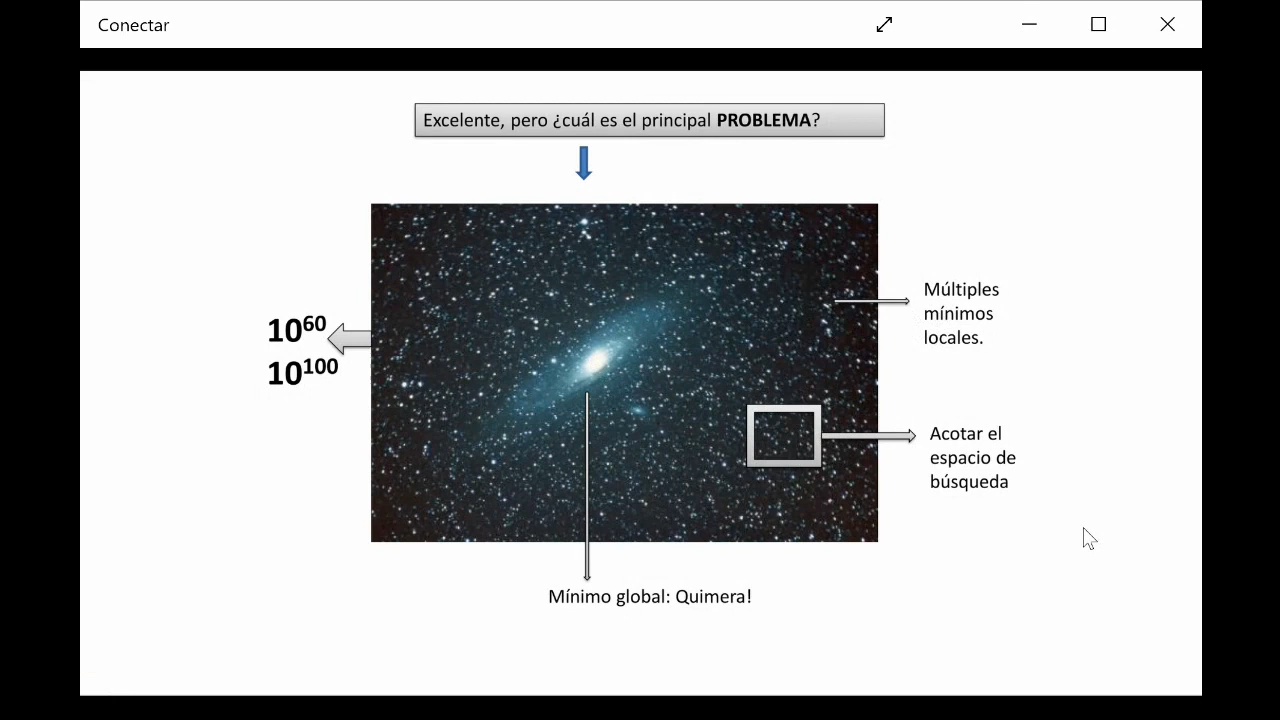 Conectar
Excelente, pero ¿cuál es el principal PROBLEMA?
10^60
10^100
Múltiples
mínimos
locales.
Acotar el
espacio de
búsqueda
Mínimo global: Quimera!